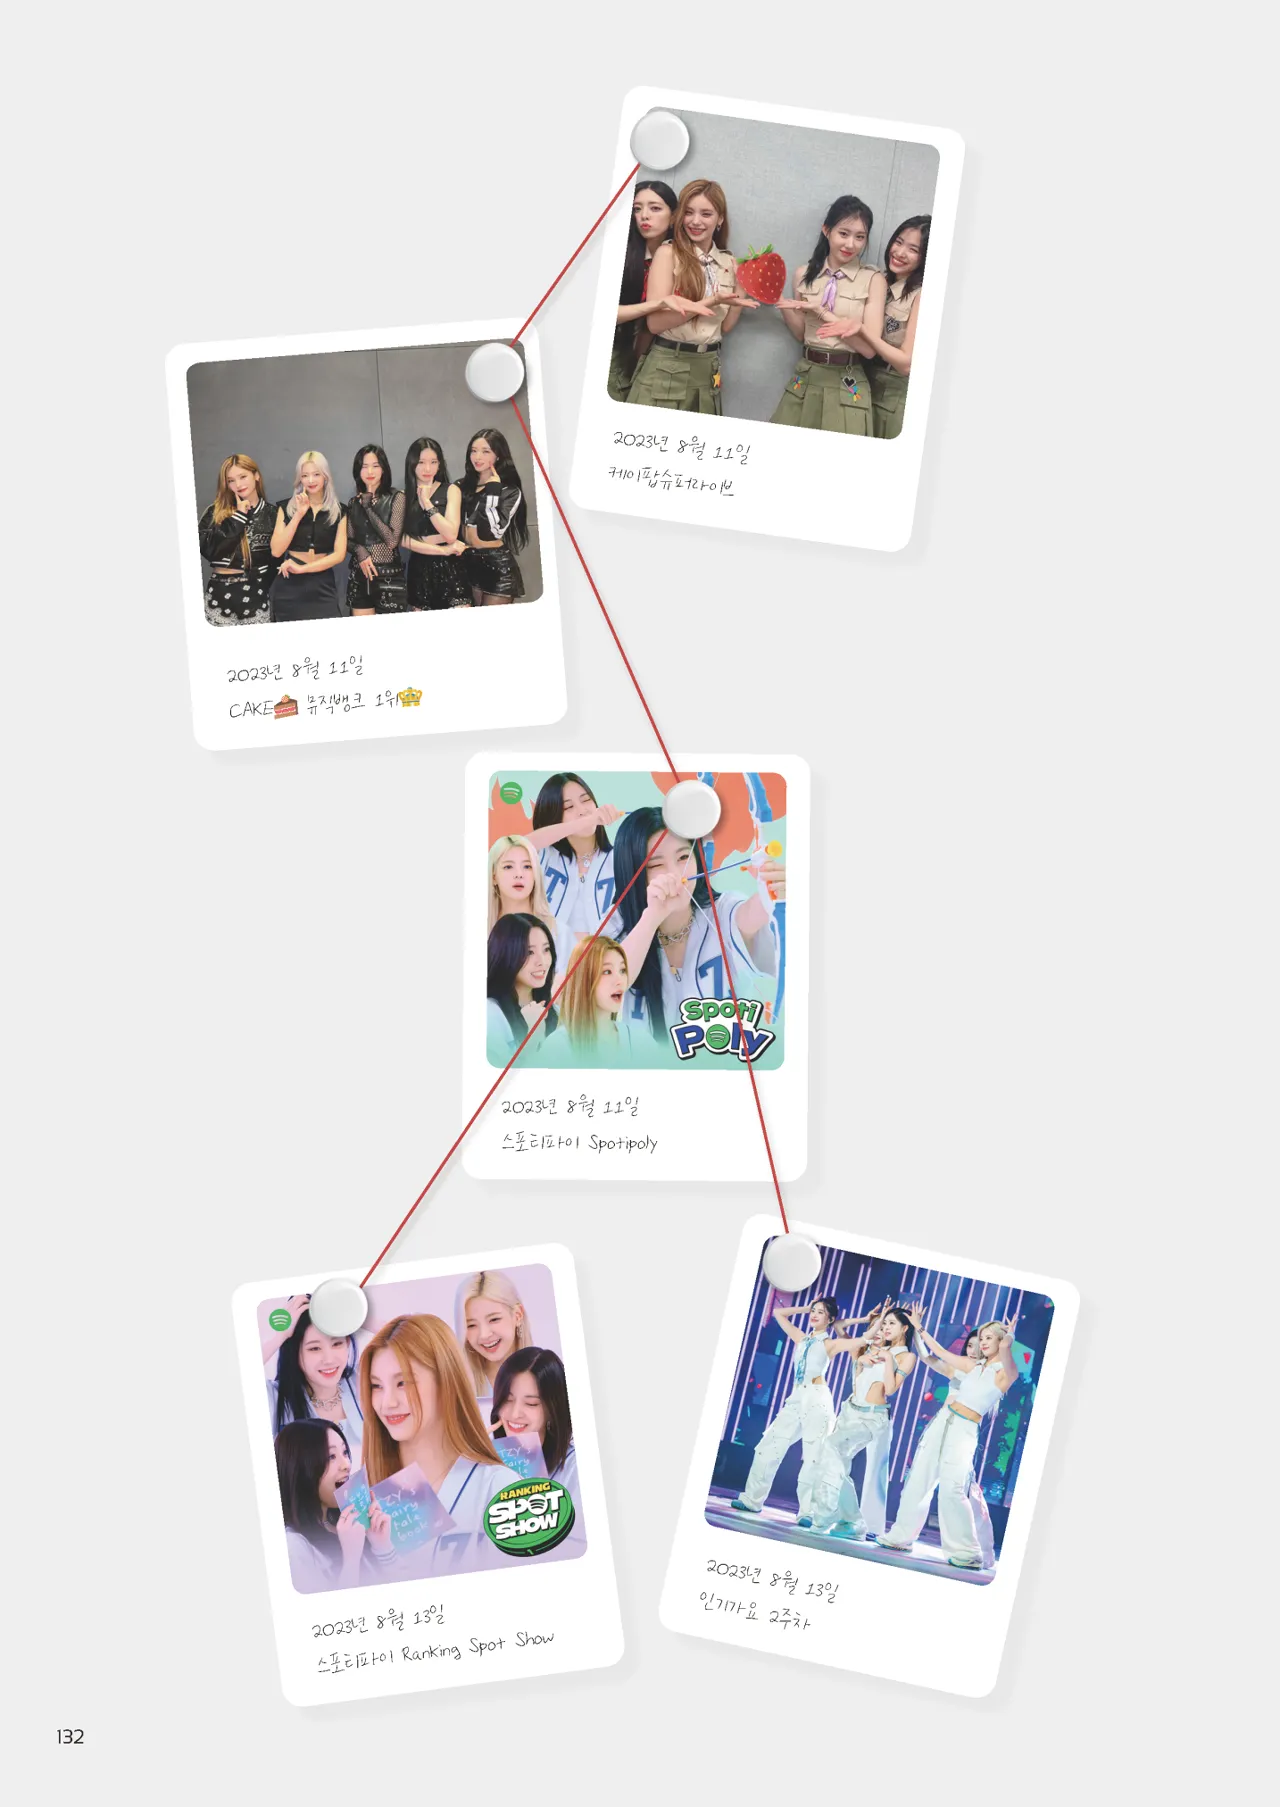 2023년 8월 11일
케이팝슈퍼라이브
2023년 8월 11일
CAKE🍰 뮤직뱅크 1위👑
Spoti
Poly
2023년 8월 11일
스포티파이 Spotipoly
RANKING
SPOT
SHOW
2023년 8월 13일
스포티파이 Ranking Spot Show
2023년 8월 13일
인기가요 2주차
132